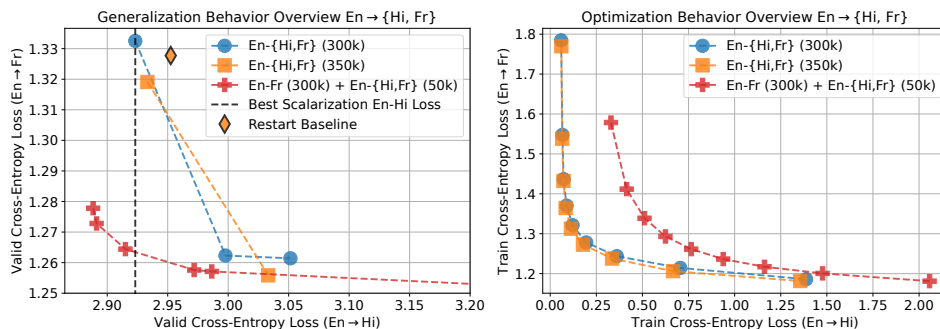 Generalization Behavior Overview En → {Hi, Fr}
Valid Cross-Entropy Loss (En → Fr)
1.33
1.32
1.31
1.30
1.29
1.28
1.27
1.26
1.25
En-{Hi,Fr} (300k)
En-{Hi,Fr} (350k)
En-Fr (300k) + En-{Hi,Fr} (50k)
Best Scalarization En-Hi Loss
Restart Baseline
2.90
2.95
3.00
3.05
3.10
3.15
3.20
Valid Cross-Entropy Loss (En → Hi)
Optimization Behavior Overview En → {Hi, Fr}
Train Cross-Entropy Loss (En → Fr)
1.8
1.7
1.6
1.5
1.4
1.3
1.2
En-{Hi,Fr} (300k)
En-{Hi,Fr} (350k)
En-Fr (300k) + En-{Hi,Fr} (50k)
0.00
0.25
0.50
0.75
1.00
1.25
1.50
1.75
2.00
Train Cross-Entropy Loss (En → Hi)